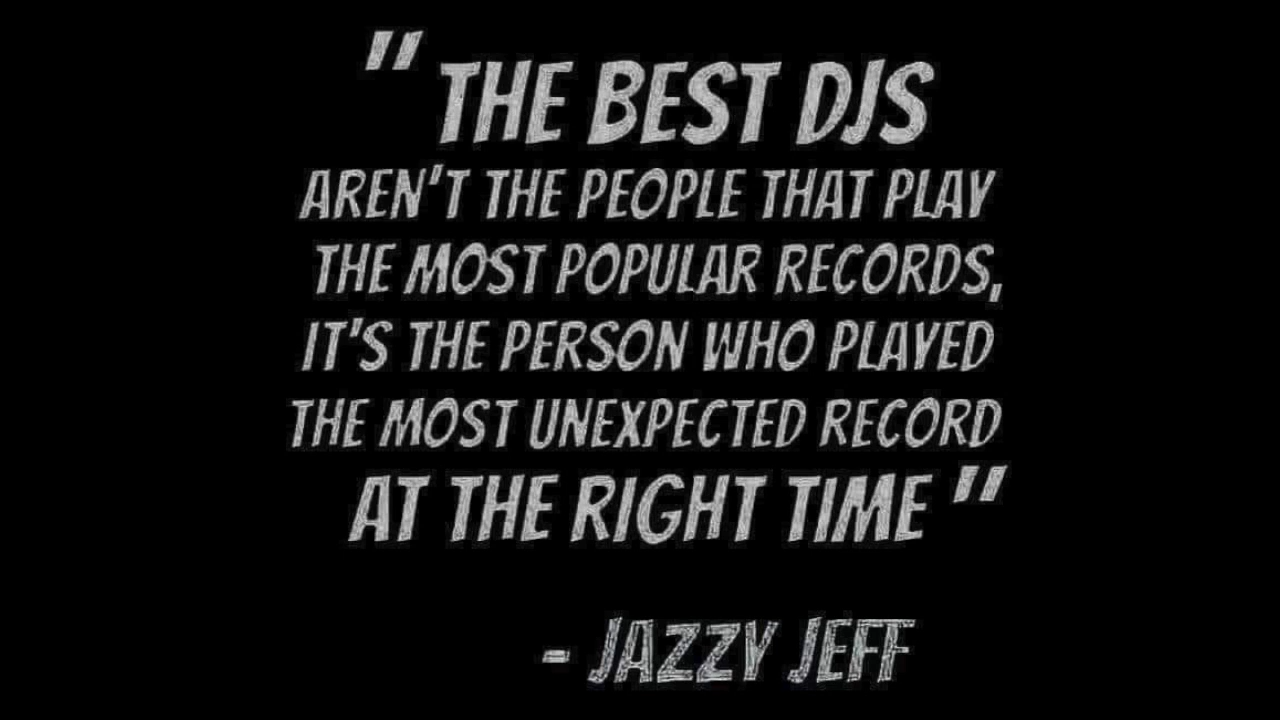 " THE BEST DJS
AREN'T THE PEOPLE THAT PLAY
THE MOST POPULAR RECORDS,
IT'S THE PERSON WHO PLAYED
THE MOST UNEXPECTED RECORD
AT THE RIGHT TIME "
- JAZZY JEFF